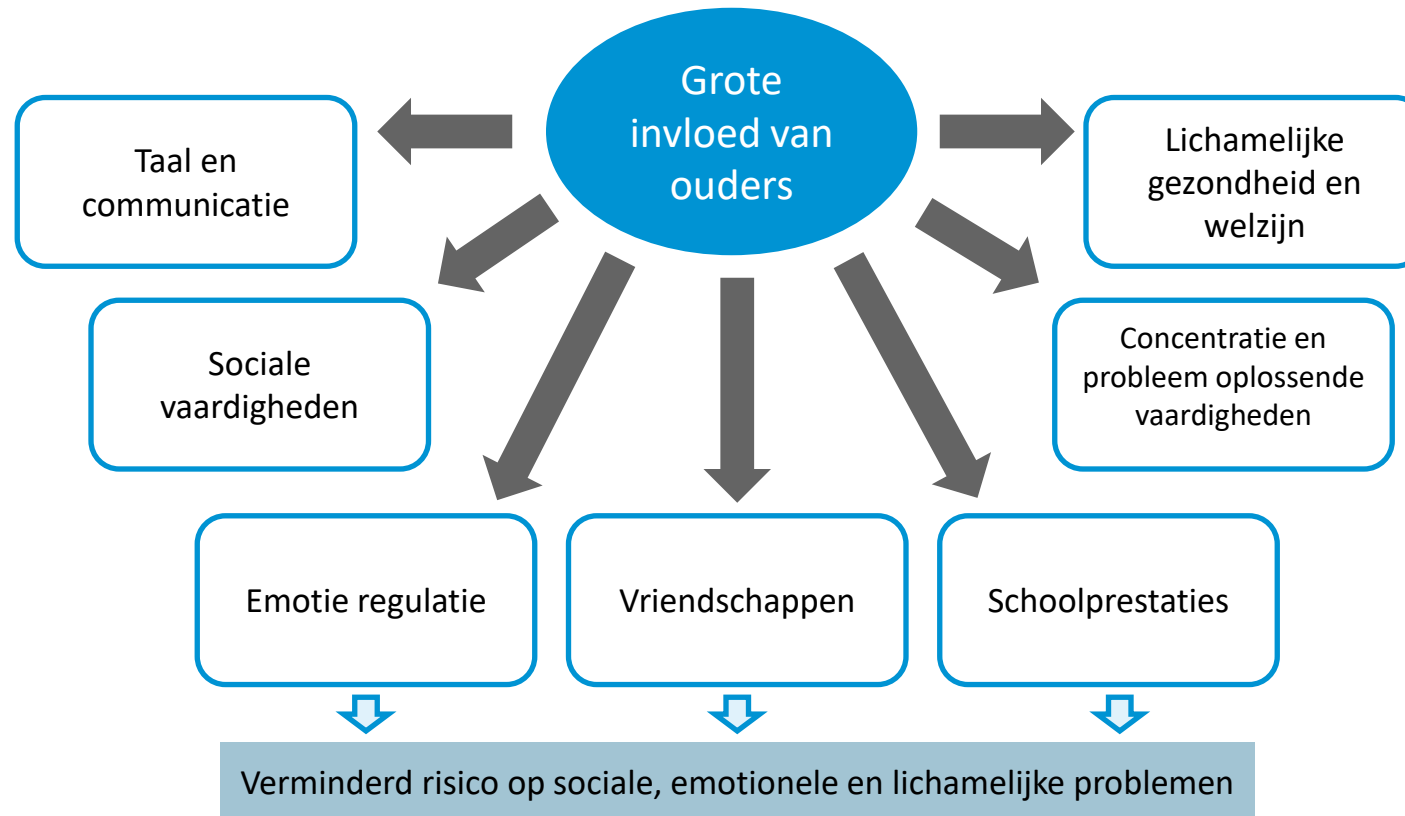 Grote
invloed van
ouders
Taal en
communicatie
Lichamelijke
gezondheid en
welzijn
Sociale
vaardigheden
Concentratie en
probleem oplossende
vaardigheden
Emotie regulatie
Vriendschappen
Schoolprestaties
Verminderd risico op sociale, emotionele en lichamelijke problemen